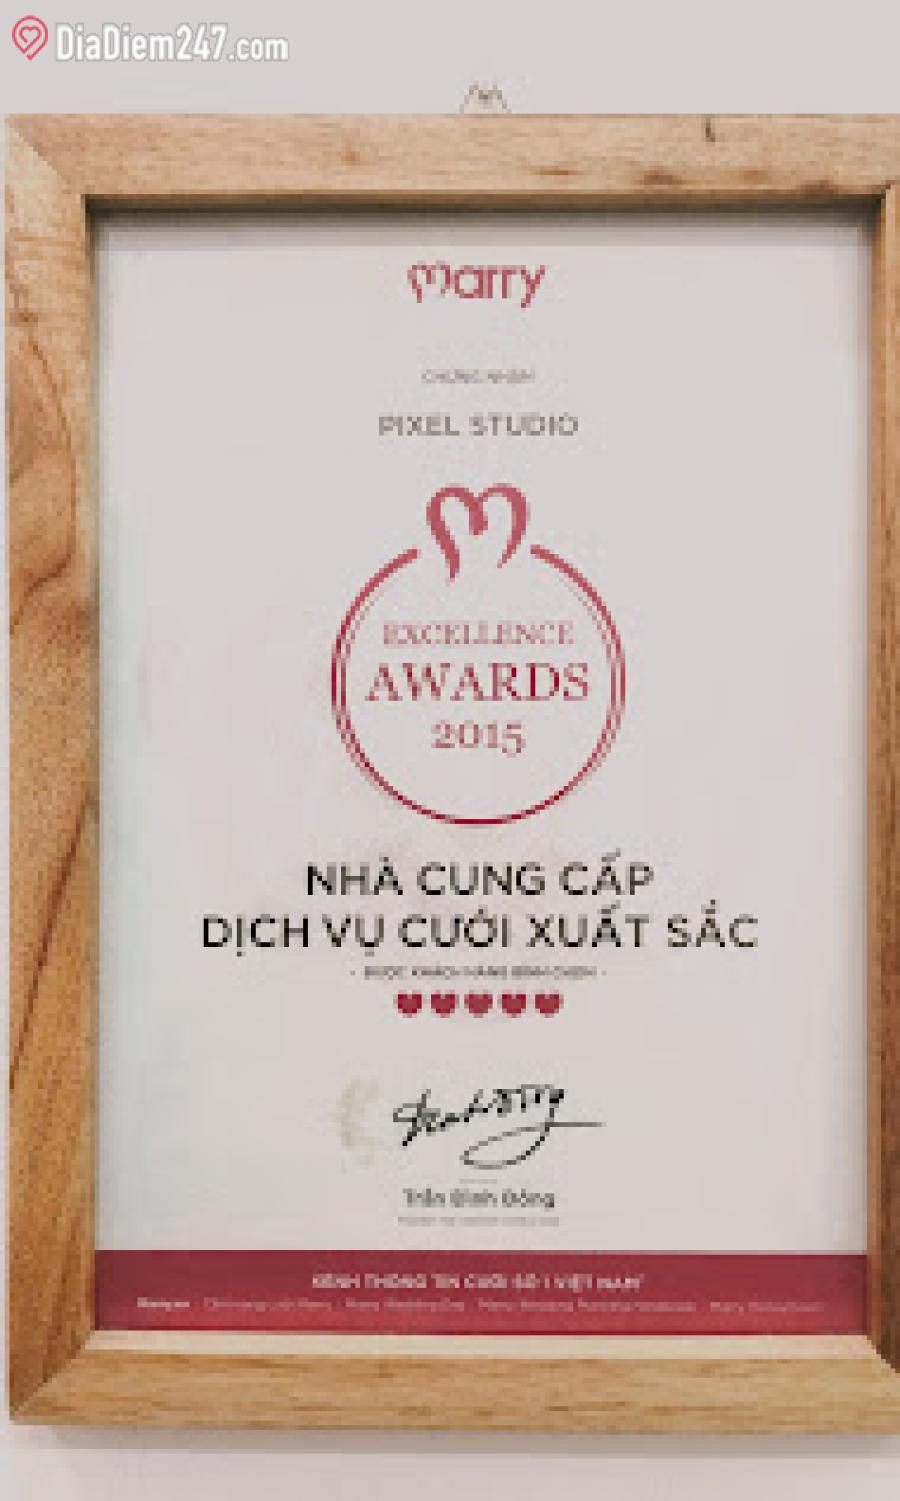 DiaDiem247.com
marry
CHỨNG NHẬN
PIXEL STUDIO
EXCELLENCE
AWARDS
2015
NHÀ CUNG CẤP
DỊCH VỤ CƯỚI XUẤT SẮC
- ĐƯỢC KHÁCH HÀNG BÌNH CHỌN -
Trần Đình Đông
KÊNH THÔNG TIN CƯỚI SỐ 1 VIỆT NAM